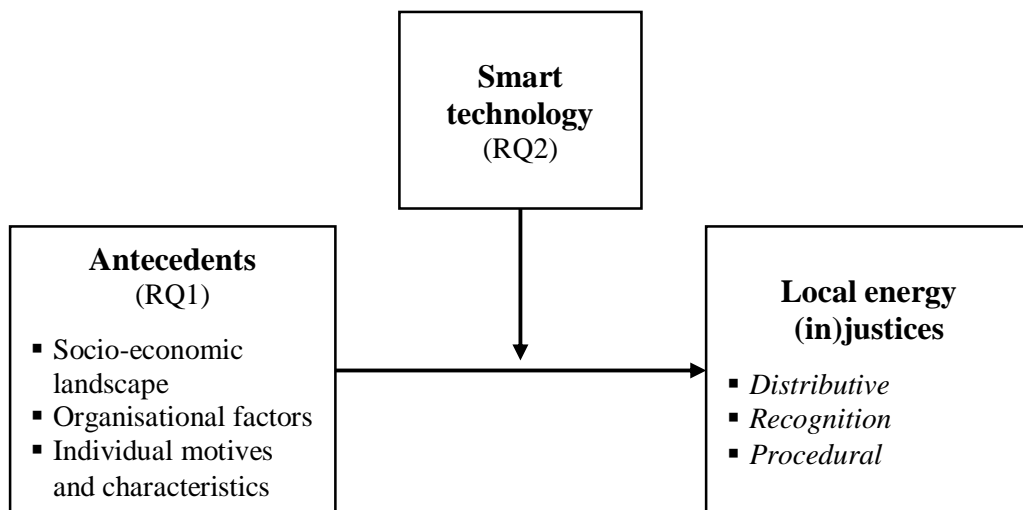 Smart
technology
(RQ2)
Antecedents
(RQ1)
▪ Socio-economic
landscape
▪ Organisational factors
▪ Individual motives
and characteristics
Local energy
(in)justices
▪ Distributive
▪ Recognition
▪ Procedural